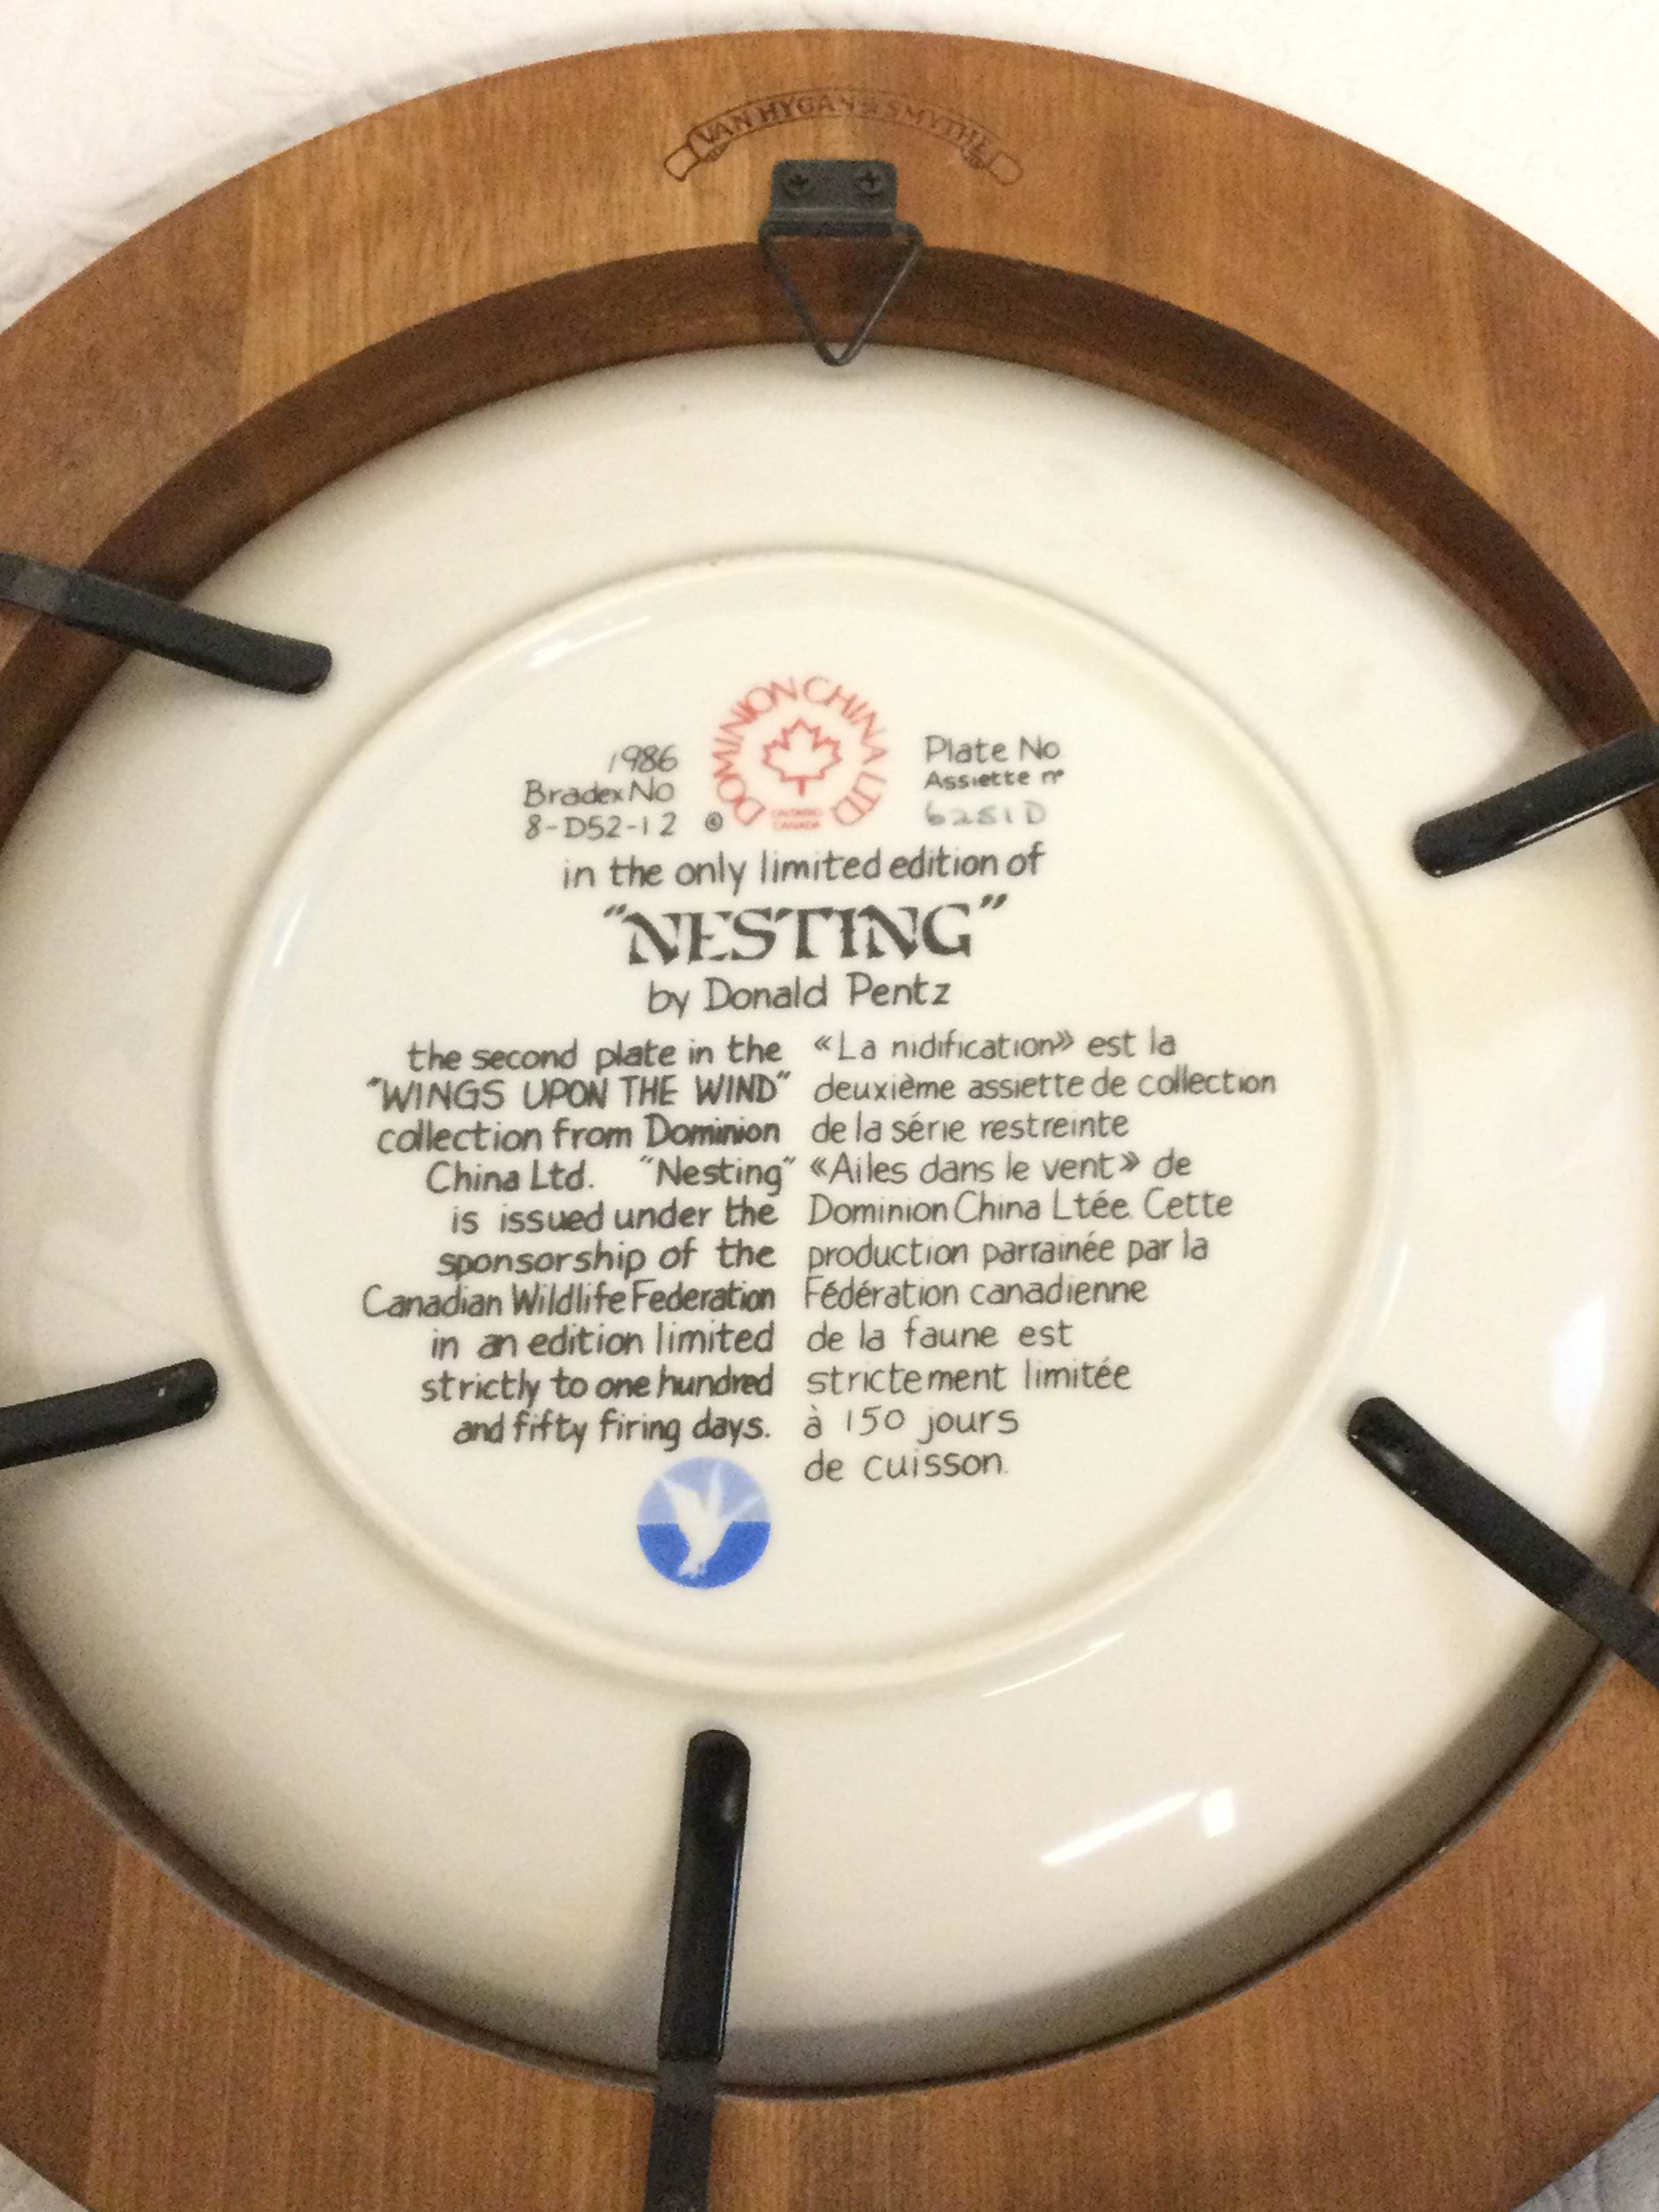 VAN HYGAN & SMYTHE
DOMINION CHINA LTD
ONTARIO
CANADA
1986
Bradex No
8-D52-12 ©
Plate No
Assiette nº
6281D
in the only limited edition of
"NESTING"
by Donald Pentz
the second plate in the
"WINGS UPON THE WIND"
collection from Dominion
China Ltd. "Nesting"
is issued under the
sponsorship of the
Canadian Wildlife Federation
in an edition limited
strictly to one hundred
and fifty firing days.
«La nidification» est la
deuxième assiette de collection
de la série restreinte
«Ailes dans le vent» de
Dominion China Ltée. Cette
production parrainée par la
Fédération canadienne
de la faune est
strictement limitée
à 150 jours
de cuisson.